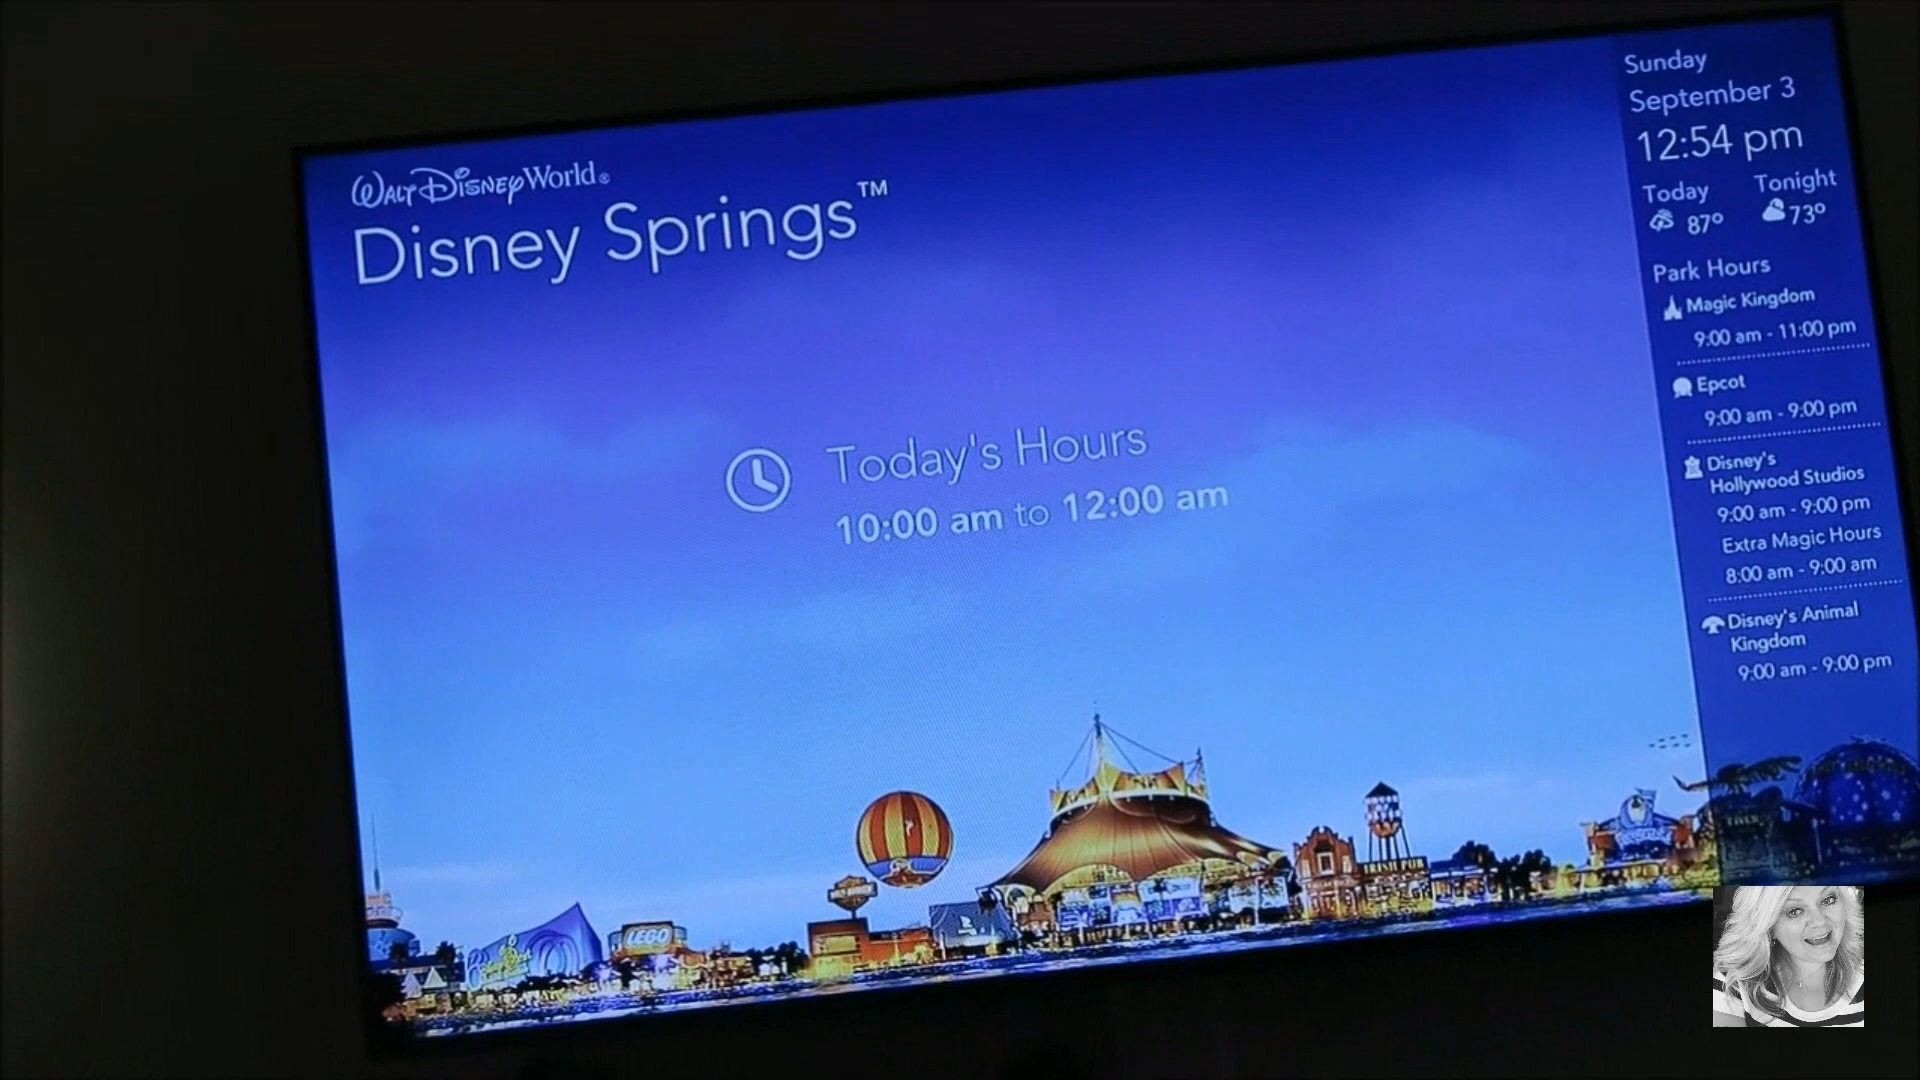 Walt Disney World®
Disney Springs™
Today's Hours
10:00 am to 12:00 am
Sunday
September 3
12:54 pm
Today Tonight
87° 73°
Park Hours
Magic Kingdom
9:00 am - 11:00 pm
Epcot
9:00 am - 9:00 pm
Disney's
Hollywood Studios
9:00 am - 9:00 pm
Extra Magic Hours
8:00 am - 9:00 am
Disney's Animal
Kingdom
9:00 am - 9:00 pm
LEGO
IRISH PUB